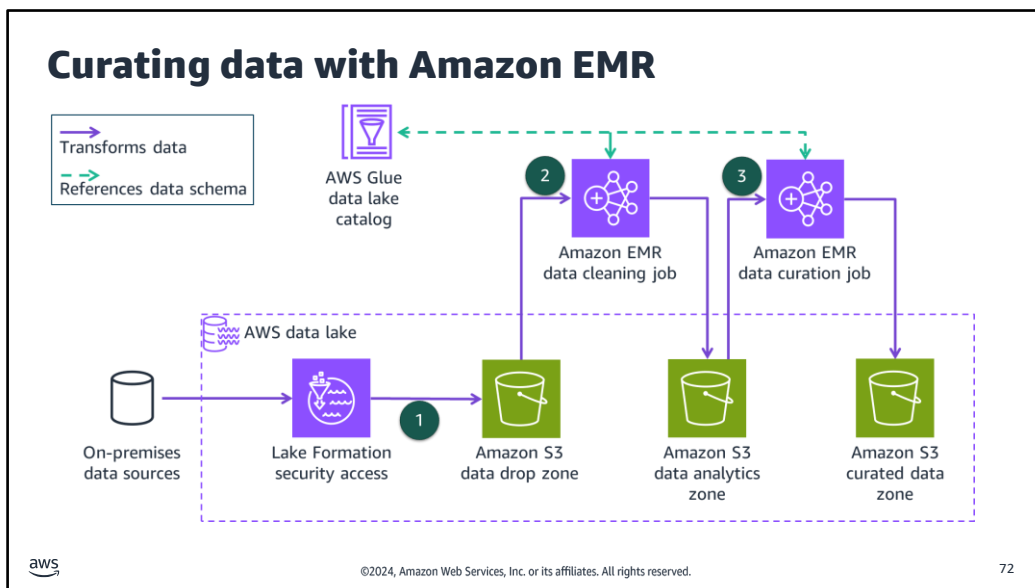 Curating data with Amazon EMR
Transforms data
References data schema
AWS Glue
data lake
catalog
2
3
Amazon EMR
data cleaning job
Amazon EMR
data curation job
AWS data lake
1
On-premises
data sources
Lake Formation
security access
Amazon S3
data drop zone
Amazon S3
data analytics
zone
Amazon S3
curated data
zone
aws
©2024, Amazon Web Services, Inc. or its affiliates. All rights reserved.
72